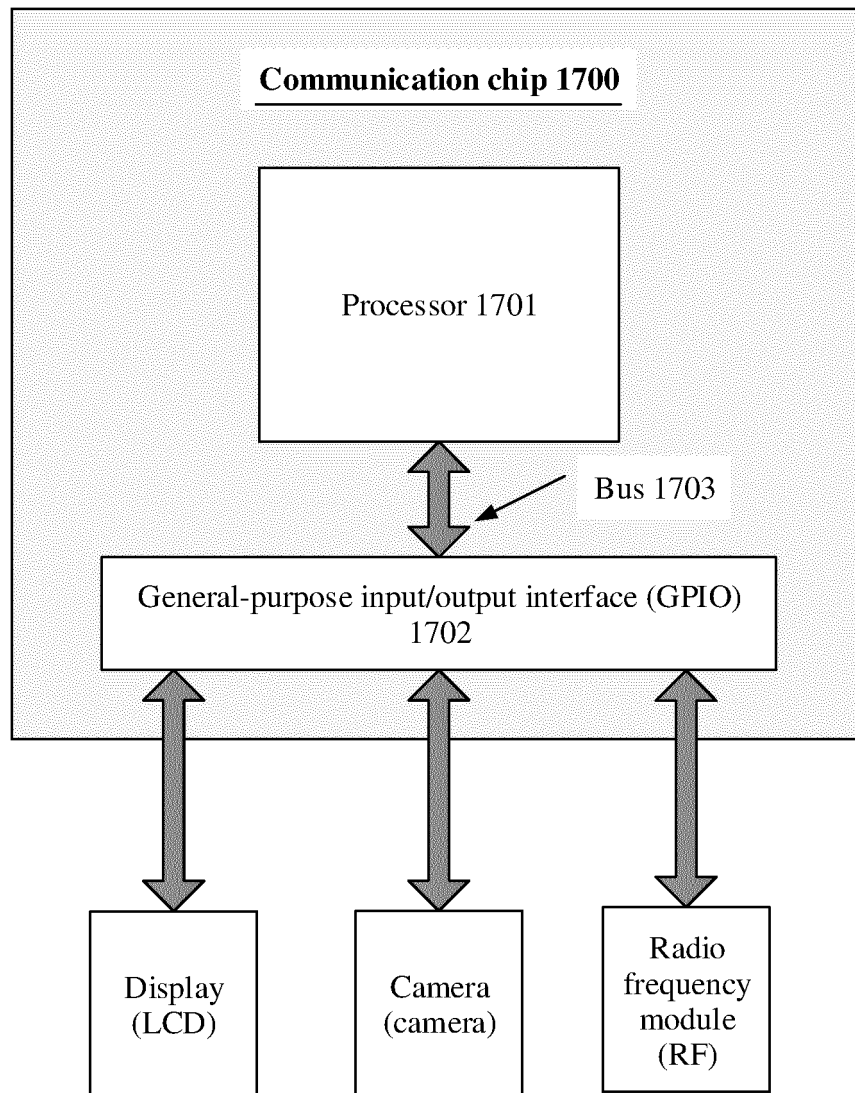 Communication chip 1700
Processor 1701
Bus 1703
General-purpose input/output interface (GPIO)
1702
Display
(LCD)
Camera
(camera)
Radio
frequency
module
(RF)